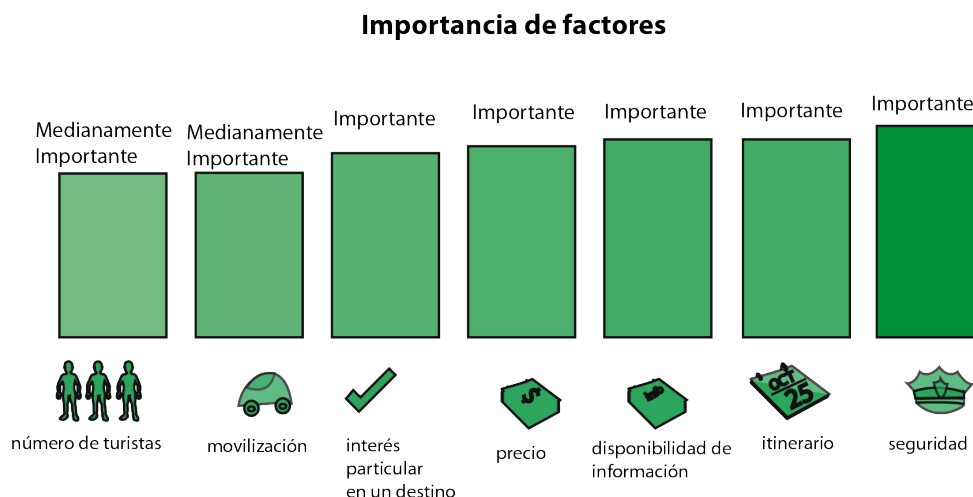 Importancia de factores
Medianamente
Importante
Medianamente
Importante
Importante
Importante
Importante
Importante
Importante
$
Info
OCT
25
número de turistas
movilización
interés
particular
en un destino
precio
disponibilidad de
información
itinerario
seguridad